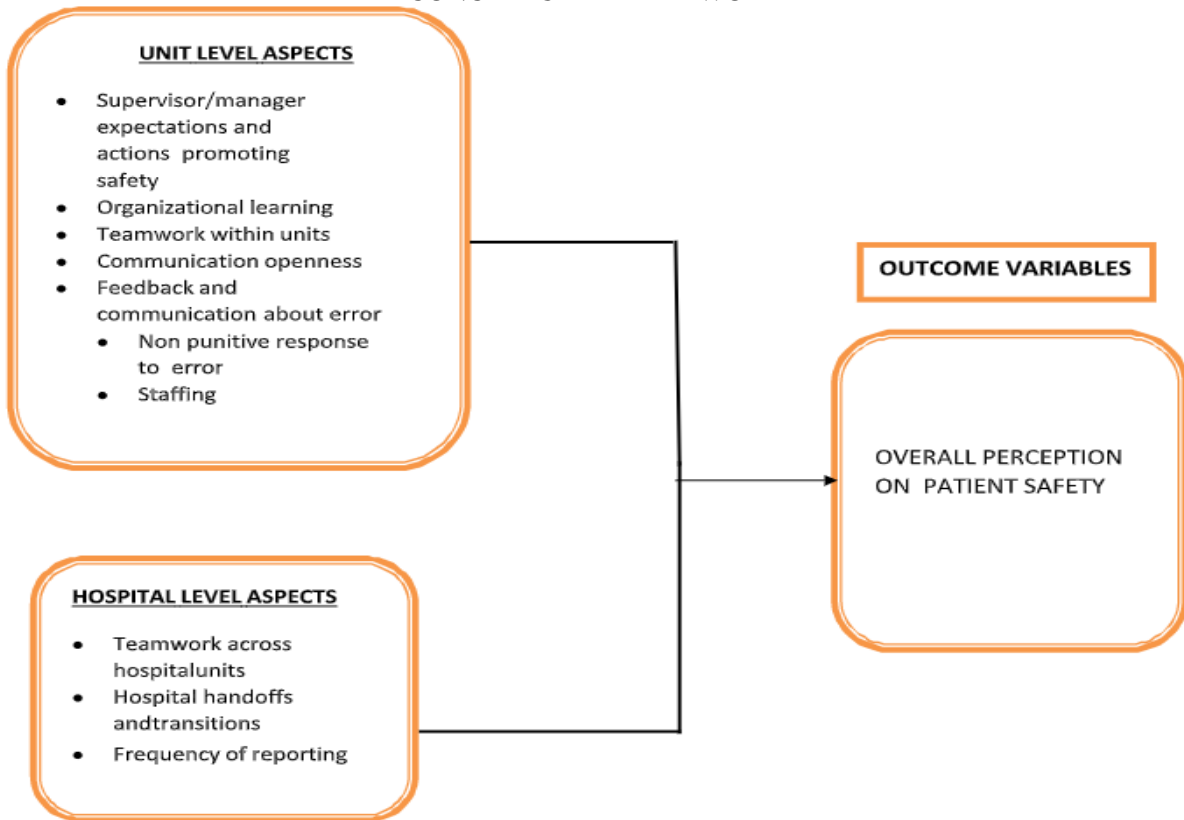 UNIT LEVEL ASPECTS
• Supervisor/manager
expectations and
actions promoting
safety
• Organizational learning
• Teamwork within units
• Communication openness
• Feedback and
communication about error
• Non punitive response
to error
• Staffing
HOSPITAL LEVEL ASPECTS
• Teamwork across
hospitalunits
• Hospital handoffs
andtransitions
• Frequency of reporting
OUTCOME VARIABLES
OVERALL PERCEPTION
ON PATIENT SAFETY